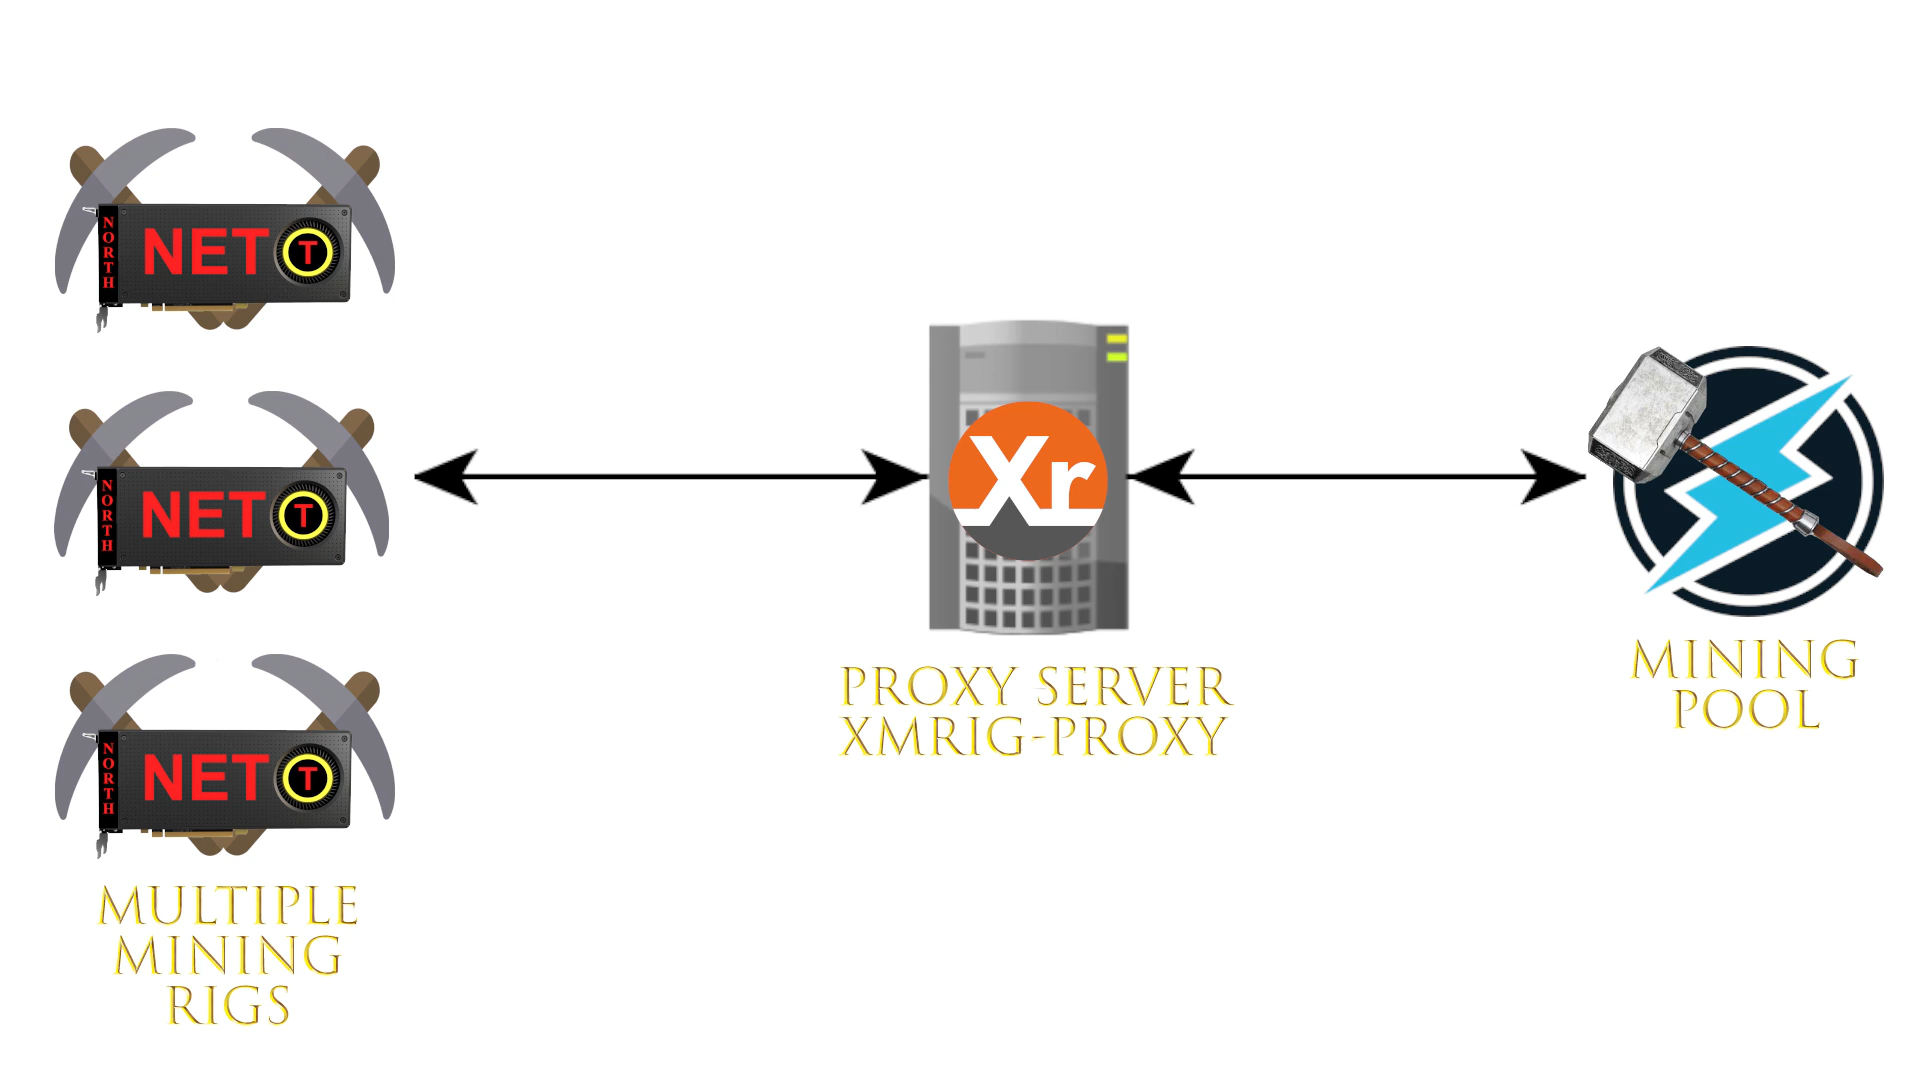 NORTH
NET T
NORTH
NET T
NORTH
NET T
MULTIPLE
MINING
RIGS
Xr
PROXY SERVER
XMRIG-PROXY
MINING
POOL